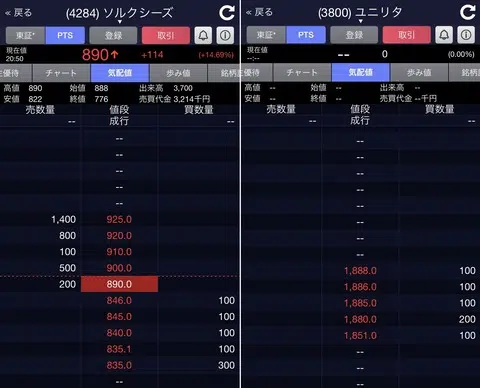 « 戻る
(4284) ソルクシーズ
東証*
PTS
登録
取引
現在値
20:50
890↑
+114
(+14.69%)
優待
チャート
気配値
歩み値
銘柄
高値 890 始値 888 出来高 3,700
安値 822 終値 776 売買代金 3,214千円
売数量 値段 買数量
-- 成行 --
--
--
--
--
1,400 925.0
800 920.0
100 910.0
500 900.0
200 890.0
846.0 100
845.0 100
840.0 100
835.1 100
835.0 300
« 戻る
(3800) ユニリタ
東証*
PTS
登録
取引
現在値
--:--
--
0
(0.00%)
主優待
チャート
気配値
歩み値
銘柄
高値 -- 始値 -- 出来高 --
安値 -- 終値 -- 売買代金 --千円
売数量 値段 買数量
-- 成行 --
--
--
--
--
--
--
--
1,888.0 100
1,886.0 100
1,885.0 100
1,880.0 200
1,851.0 100
--
--
--